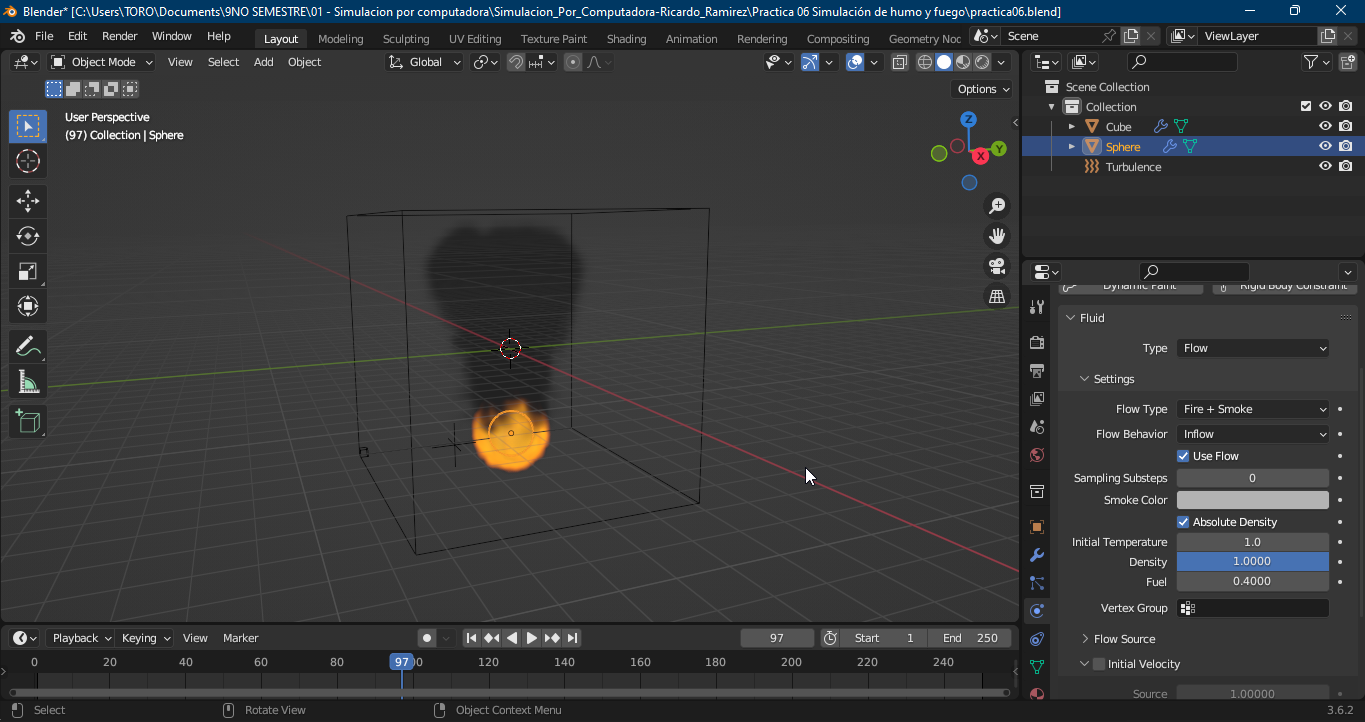 Blender* [C:\Users\TORO\Documents\9NO SEMESTRE\01 - Simulacion por computadora\Simulacion_Por_Computadora-Ricardo_Ramirez\Practica 06 Simulación de humo y fuego\practica06.blend]
File Edit Render Window Help Layout Modeling Sculpting UV Editing Texture Paint Shading Animation Rendering Compositing Geometry Noc Scene ViewLayer
Object Mode View Select Add Object Global
Options
User Perspective
(97) Collection | Sphere
Z
Y
X
Scene Collection
Collection
Cube
Sphere
Turbulence
Dynamic Paint Rigid Body Constraint
Fluid
Type Flow
Settings
Flow Type Fire + Smoke
Flow Behavior Inflow
Use Flow
Sampling Substeps 0
Smoke Color
Absolute Density
Initial Temperature 1.0
Density 1.0000
Fuel 0.4000
Vertex Group
Flow Source
Initial Velocity
Source 1.00000
Playback Keying View Marker 97 Start 1 End 250
0 20 40 60 80 97 120 140 160 180 200 220 240
Select Rotate View Object Context Menu 3.6.2